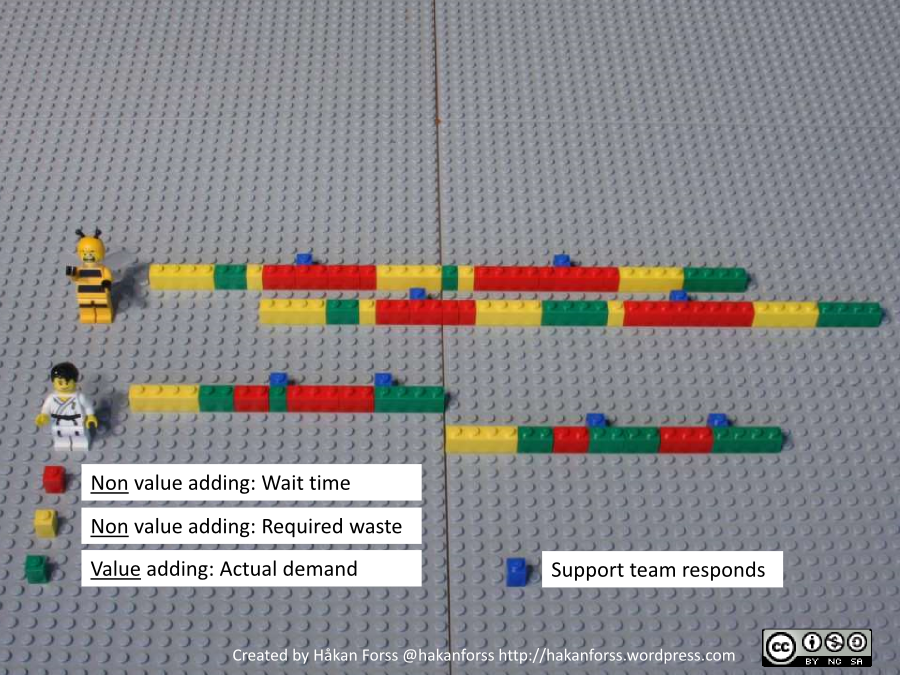 Non value adding: Wait time
Non value adding: Required waste
Value adding: Actual demand
Support team responds
Created by Håkan Forss @hakanforss http://hakanforss.wordpress.com
cc
BY NC SA